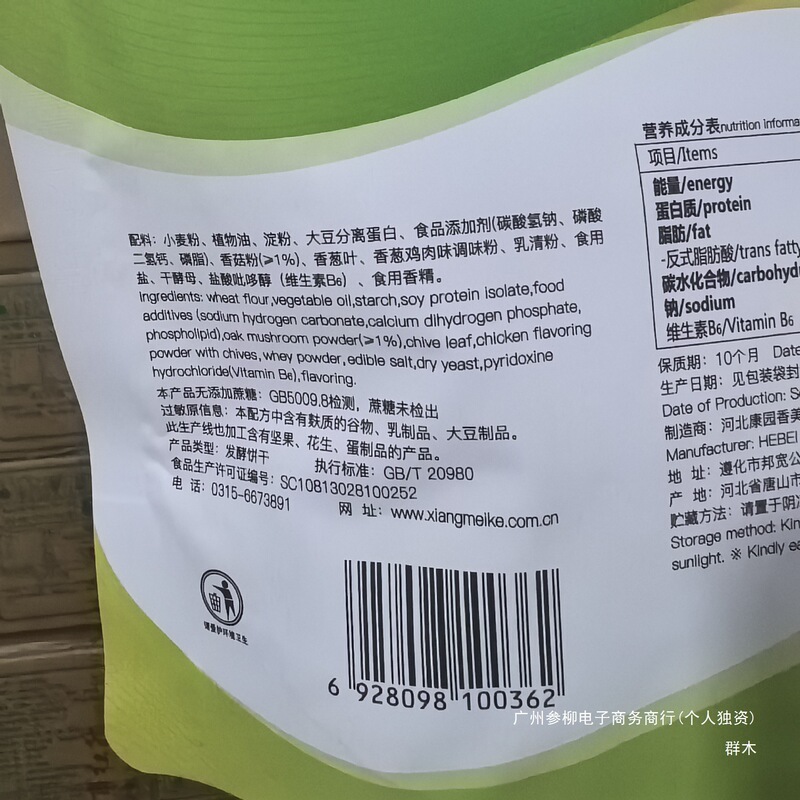 配料：小麦粉、植物油、淀粉、大豆分离蛋白、食品添加剂(碳酸氢钠、磷酸
二氢钙、磷脂)、香菇粉(≥1%)、香葱叶、香葱鸡肉味调味粉、乳清粉、食用
盐、干酵母、盐酸吡哆醇（维生素B₆）、食用香精。
Ingredients: wheat flour,vegetable oil,starch,soy protein isolate,food
additives (sodium hydrogen carbonate,calcium dihydrogen phosphate,
phospholipid),oak mushroom powder(≥1%),chive leaf,chicken flavoring
powder with chives,whey powder,edible salt,dry yeast,pyridoxine
hydrochloride(Vitamin B₆),flavoring.
本产品无添加蔗糖：GB5009.8检测，蔗糖未检出
过敏原信息：本配方中含有麸质的谷物、乳制品、大豆制品。
此生产线也加工含有坚果、花生、蛋制品的产品。
产品类型：发酵饼干 执行标准：GB/T 20980
食品生产许可证编号：SC10813028100252
电 话：0315-6673891 网 址：www.xiangmeike.com.cn
请爱护环境卫生
6 928098 100362
营养成分表nutrition informa
项目/Items
能量/energy
蛋白质/protein
脂肪/fat
-反式脂肪酸/trans fatty
碳水化合物/carbohydr
钠/sodium
维生素B₆/Vitamin B₆
保质期：10个月 Date
生产日期：见包装袋封
Date of Production: Se
制造商：河北康园香美
Manufacturer: HEBEI
地 址：遵化市邦宽公
产 地：河北省唐山市
贮藏方法：请置于阴凉
Storage method: Kin
sunlight. ※ Kindly ea
广州参柳电子商务商行(个人独资)
群木